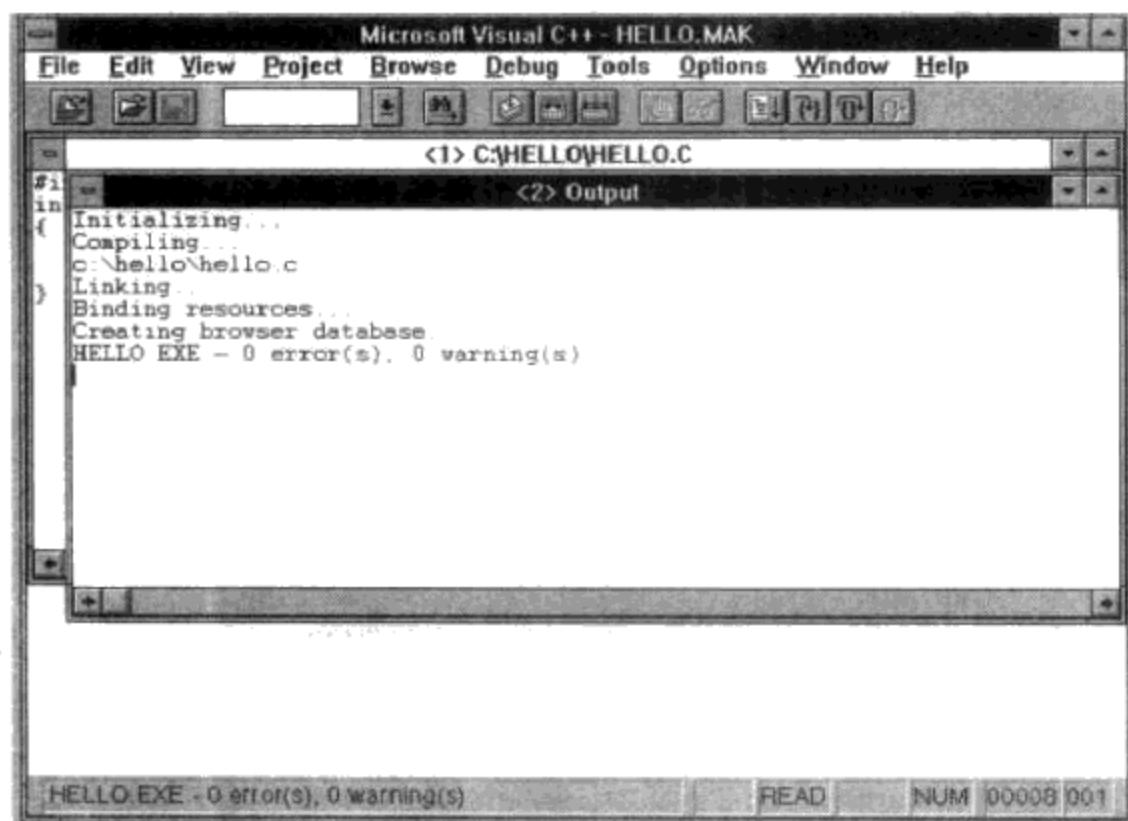 Microsoft Visual C++ - HELLO.MAK
File Edit View Project Browse Debug Tools Options Window Help
<1> C:\HELLO\HELLO.C
#i
in
<2> Output
{
Initializing...
Compiling...
c:\hello\hello.c
}
Linking...
Binding resources...
Creating browser database...
HELLO.EXE - 0 error(s), 0 warning(s)
HELLO.EXE - 0 error(s), 0 warning(s) READ NUM 00008 001